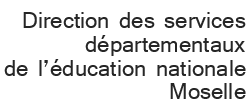 Direction des services
départementaux
de l’éducation nationale
Moselle